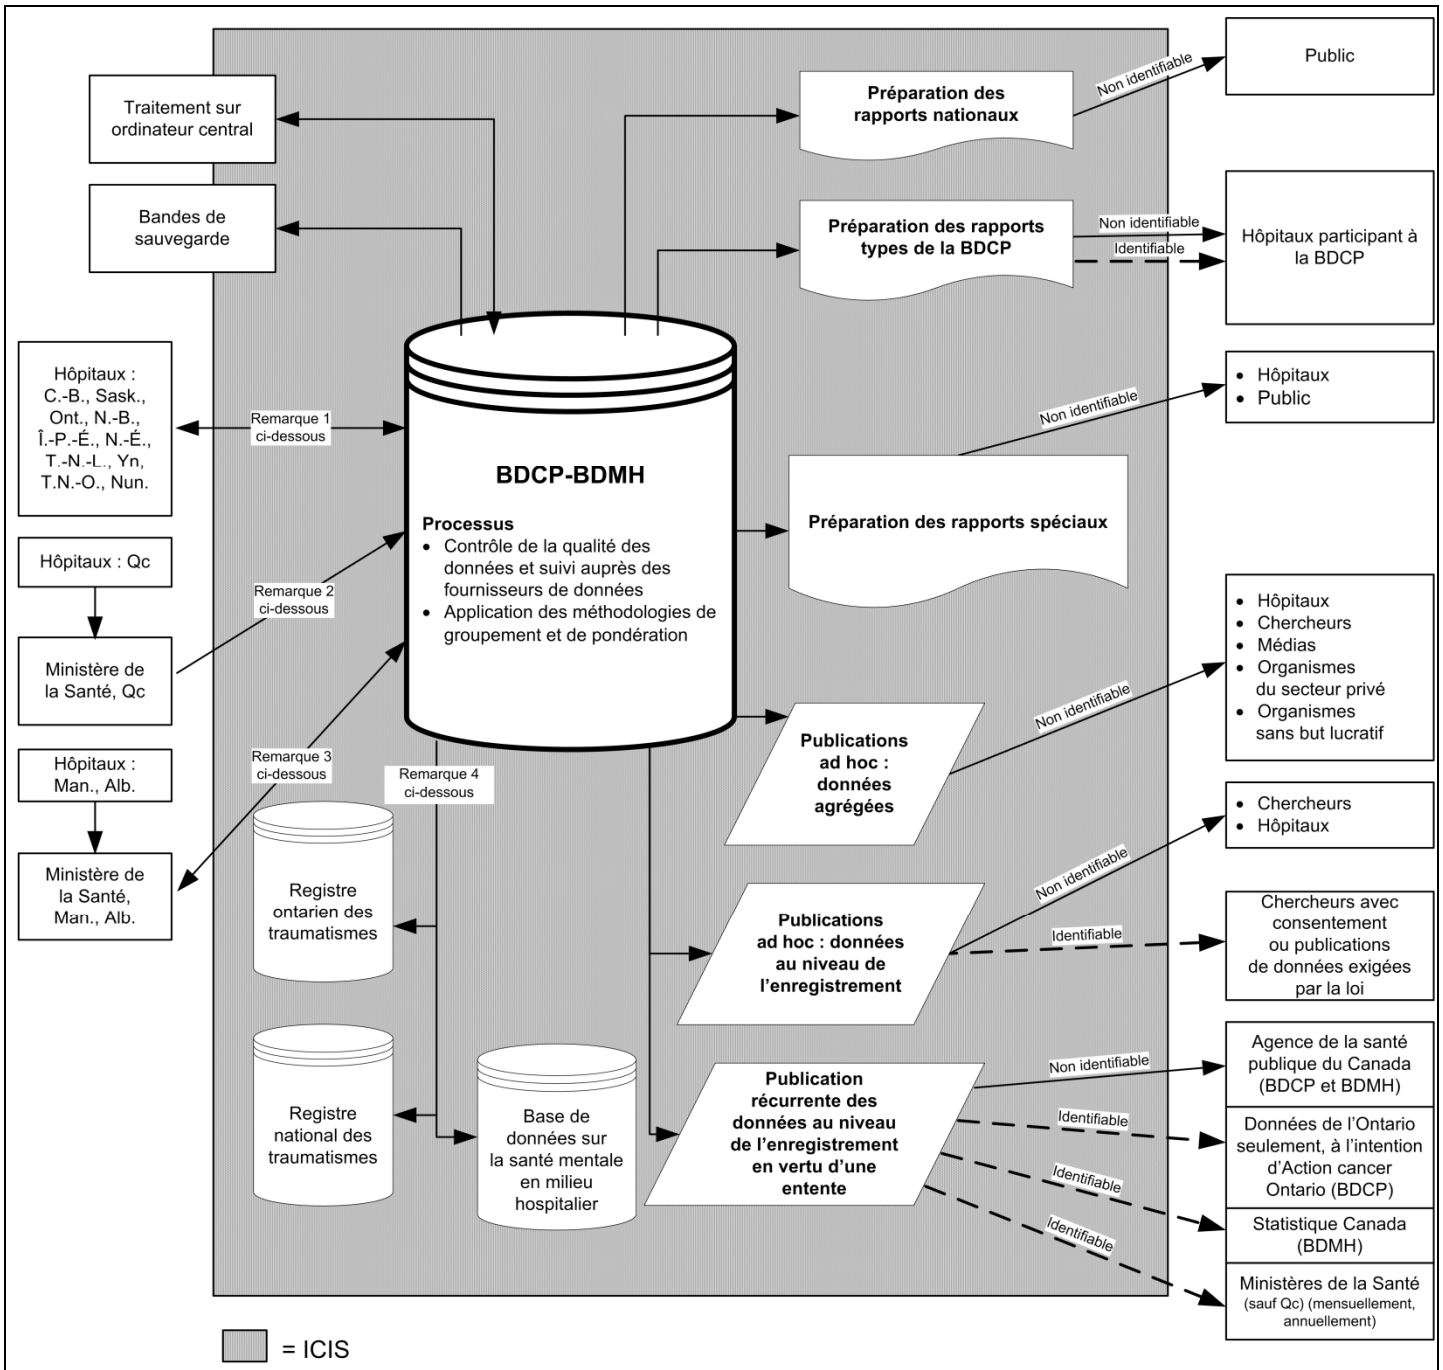 Traitement sur
ordinateur central
Bandes de
sauvegarde
Hôpitaux :
C.-B., Sask.,
Ont., N.-B.,
Î.-P.-É., N.-É.,
T.-N.-L., Yn,
T.N.-O., Nun.
Hôpitaux : Qc
Ministère de
la Santé, Qc
Hôpitaux :
Man., Alb.
Ministère de
la Santé,
Man., Alb.
Remarque 1
ci-dessous
Remarque 2
ci-dessous
Remarque 3
ci-dessous
Remarque 4
ci-dessous
BDCP-BDMH
Processus
• Contrôle de la qualité des
données et suivi auprès des
fournisseurs de données
• Application des méthodologies de
groupement et de pondération
Registre
ontarien des
traumatismes
Registre
national des
traumatismes
Base de
données sur
la santé mentale
en milieu
hospitalier
Préparation des
rapports nationaux
Non identifiable
Public
Préparation des rapports
types de la BDCP
Non identifiable
Identifiable
Hôpitaux participant à
la BDCP
Préparation des rapports spéciaux
Non identifiable
• Hôpitaux
• Public
Publications
ad hoc :
données
agrégées
Non identifiable
• Hôpitaux
• Chercheurs
• Médias
• Organismes
du secteur privé
• Organismes
sans but lucratif
Publications
ad hoc : données
au niveau de
l’enregistrement
Non identifiable
• Chercheurs
• Hôpitaux
Identifiable
Chercheurs avec
consentement
ou publications
de données exigées
par la loi
Publication
récurrente des
données au niveau
de l’enregistrement
en vertu d’une
entente
Non identifiable
Agence de la santé
publique du Canada
(BDCP et BDMH)
Identifiable
Données de l’Ontario
seulement, à l’intention
d’Action cancer
Ontario (BDCP)
Identifiable
Statistique Canada
(BDMH)
Identifiable
Ministères de la Santé
(sauf Qc) (mensuellement,
annuellement)
= ICIS